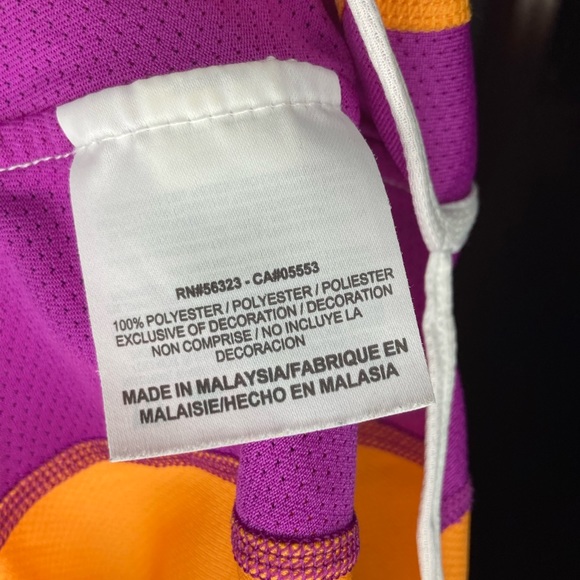 RN#56323 - CA#05553
100% POLYESTER / POLYESTER / POLIESTER
EXCLUSIVE OF DECORATION / DECORATION
NON COMPRISE / NO INCLUYE LA
DECORACION
MADE IN MALAYSIA/FABRIQUE EN
MALAISIE/HECHO EN MALASIA